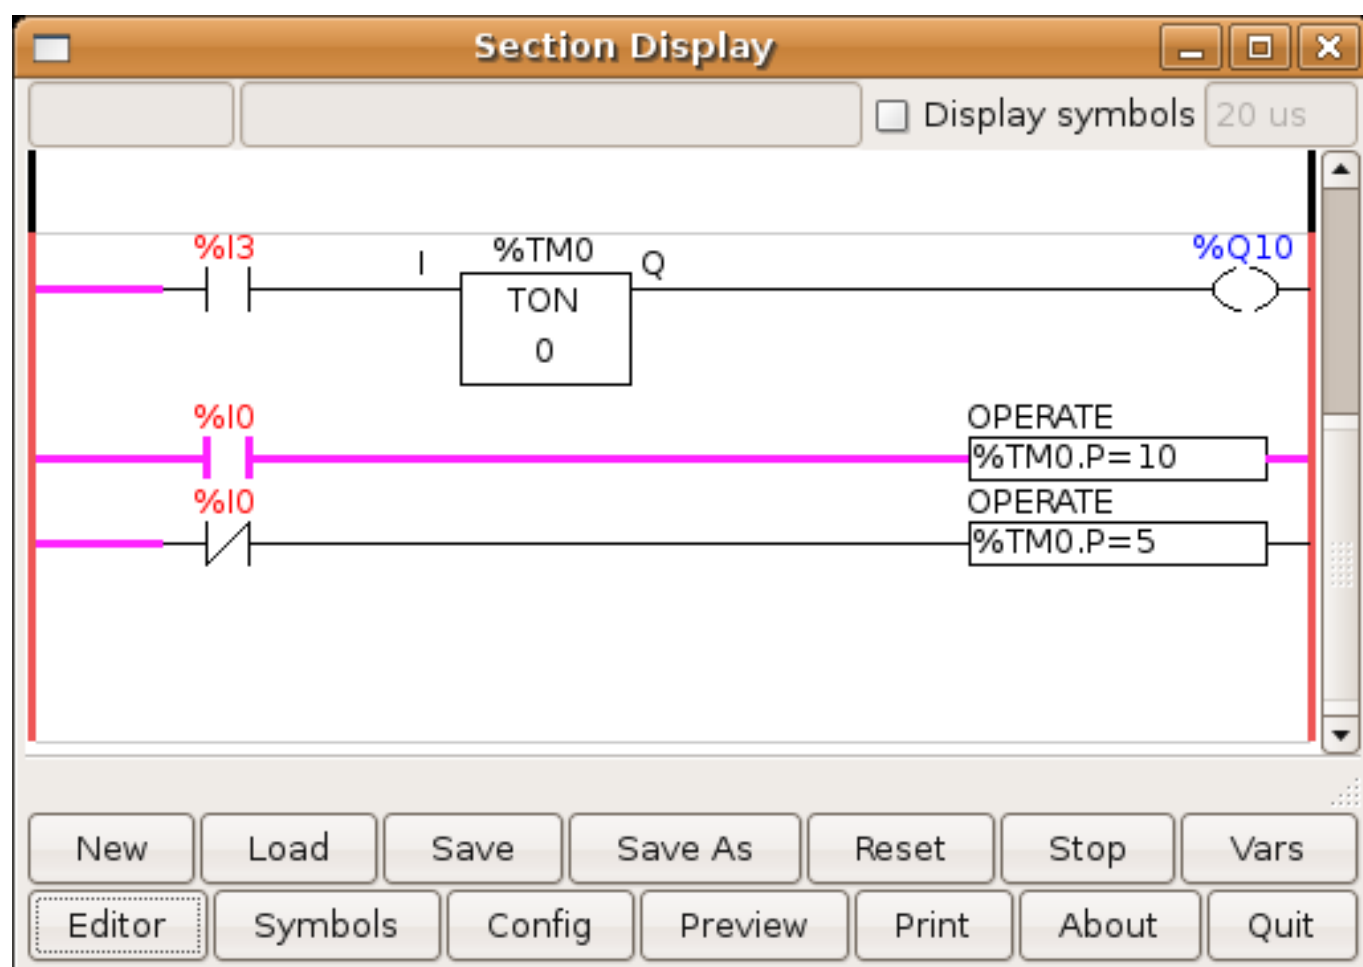 Section Display
Display symbols 20 us
%I3 I %TM0 Q %Q10
TON
0
%I0 OPERATE
%TM0.P=10
%I0 OPERATE
%TM0.P=5
New Load Save Save As Reset Stop Vars
Editor Symbols Config Preview Print About Quit